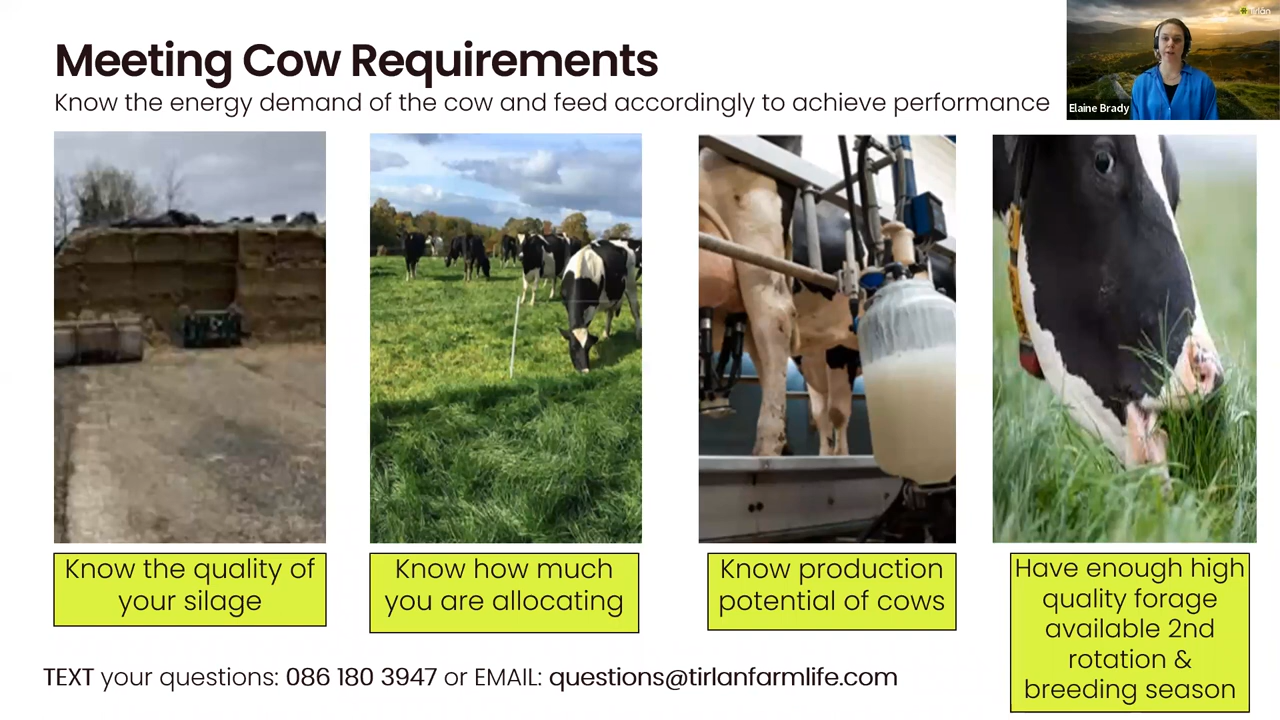 Meeting Cow Requirements
Know the energy demand of the cow and feed accordingly to achieve performance
Tirlán
Elaine Brady
Know the quality of
your silage
Know how much
you are allocating
Know production
potential of cows
Have enough high
quality forage
available 2nd
rotation &
breeding season
TEXT your questions: 086 180 3947 or EMAIL: questions@tirlanfarmlife.com